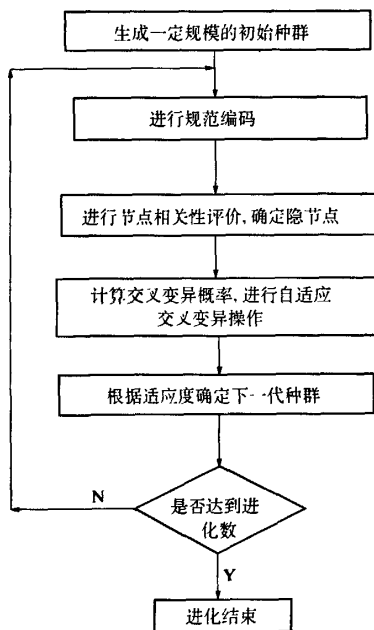 生成一定规模的初始种群
进行规范编码
进行节点相关性评价,确定隐节点
计算交叉变异概率,进行自适应
交叉变异操作
根据适应度确定下一代种群
是否达到进
化数
N
Y
进化结束